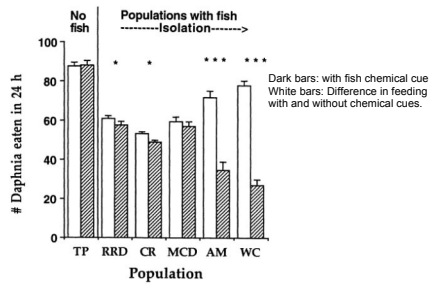 No
fish
Populations with fish
--------Isolation------->
* * * * * * * *
Dark bars: with fish chemical cue
White bars: Difference in feeding
with and without chemical cues.
# Daphnia eaten in 24 h
100
80
60
40
20
0
TP RRD CR MCD AM WC
Population